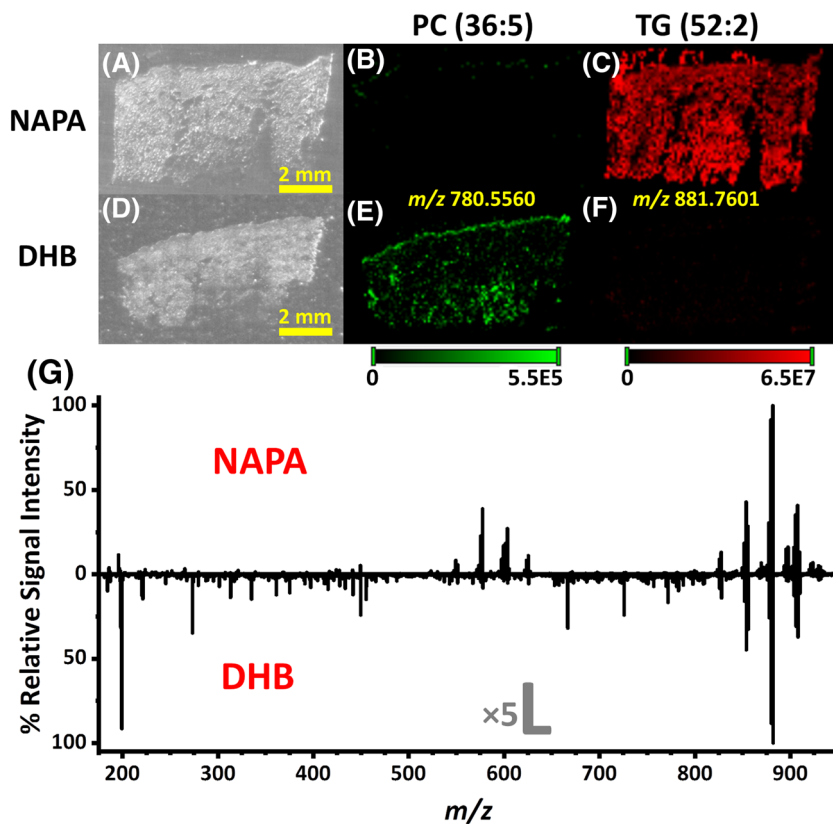 PC (36:5) TG (52:2)
(A) (B) (C)
NAPA
2 mm
(D) (E) m/z 780.5560 m/z 881.7601 (F)
DHB
2 mm
0 5.5E5 0 6.5E7
(G)
% Relative Signal Intensity
100
50
0
50
100
NAPA
DHB
×5
200 300 400 500 600 700 800 900
m/z